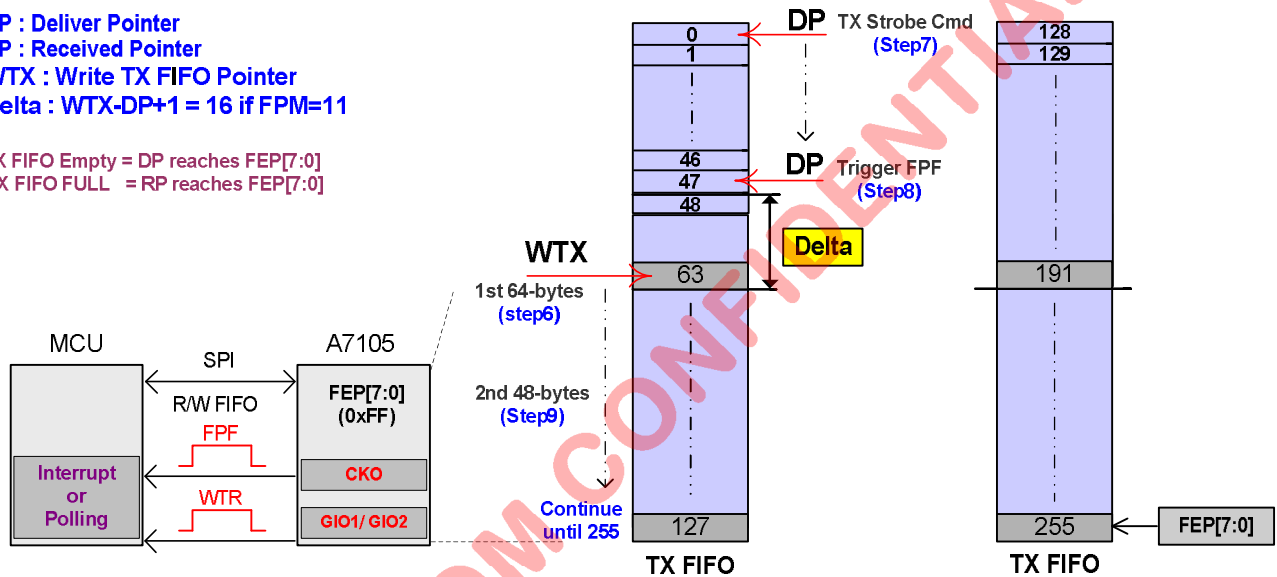 P : Deliver Pointer
P : Received Pointer
WTX : Write TX FIFO Pointer
elta : WTX-DP+1 = 16 if FPM=11
X FIFO Empty = DP reaches FEP[7:0]
X FIFO FULL = RP reaches FEP[7:0]
MCU
A7105
SPI
R/W FIFO
FPF
WTR
Interrupt
or
Polling
FEP[7:0]
(0xFF)
CKO
GIO1/ GIO2
WTX
1st 64-bytes
(step6)
2nd 48-bytes
(Step9)
Continue
until 255
0
1
46
47
48
63
127
TX FIFO
DP
TX Strobe Cmd
(Step7)
DP
Trigger FPF
(Step8)
Delta
128
129
191
255
TX FIFO
FEP[7:0]
OM CONFIDENTIA